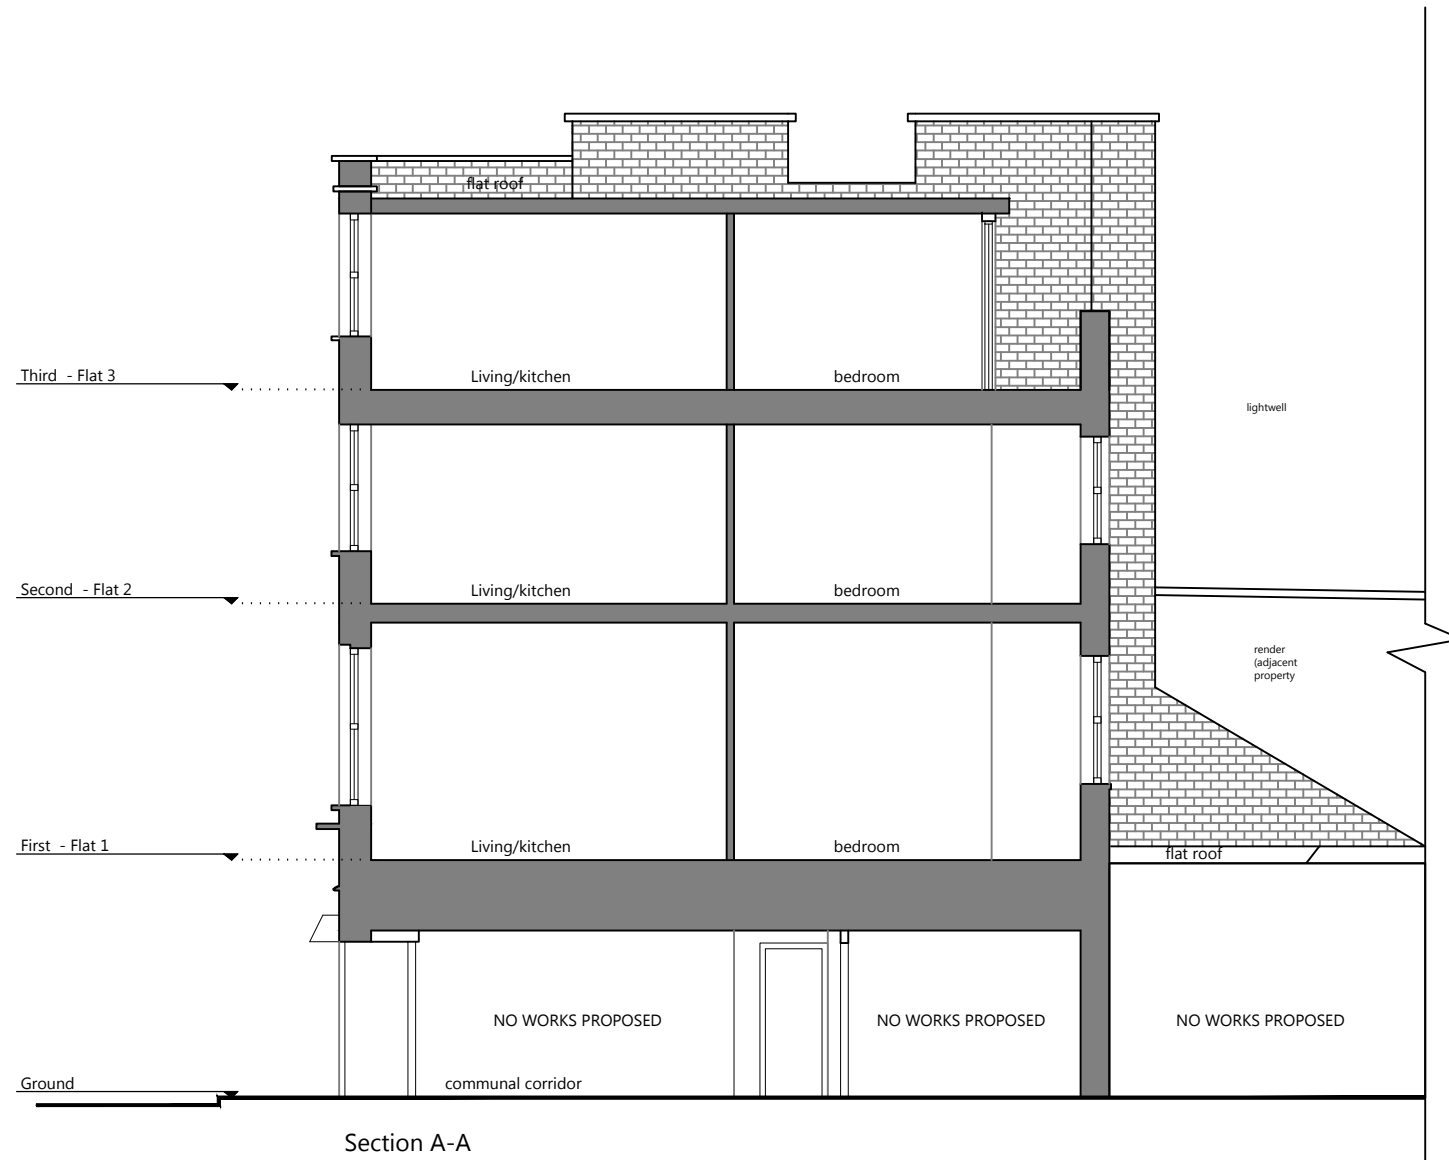 flat roof
Third - Flat 3
Living/kitchen
bedroom
lightwell
Second - Flat 2
Living/kitchen
bedroom
render
(adjacent
property
First - Flat 1
Living/kitchen
bedroom
flat roof
NO WORKS PROPOSED
NO WORKS PROPOSED
NO WORKS PROPOSED
Ground
communal corridor
Section A-A